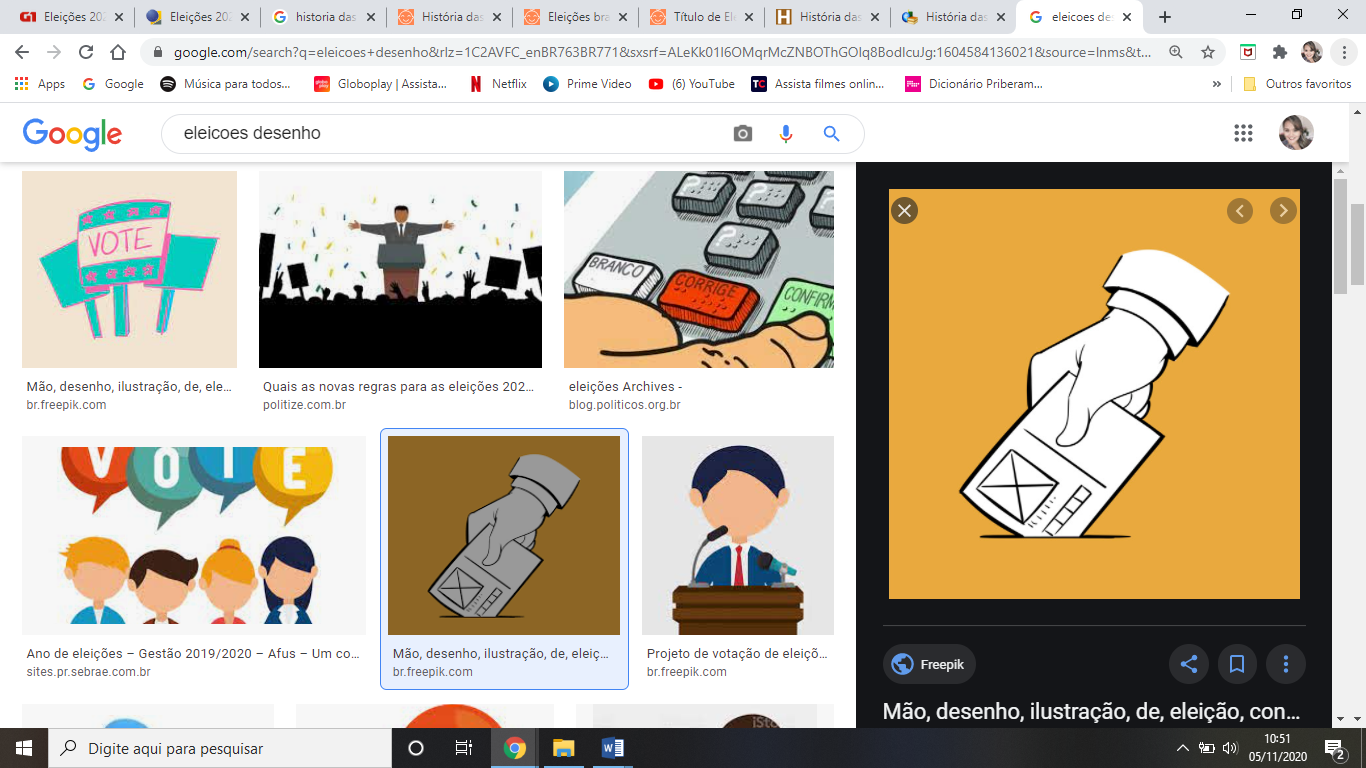 Eleições 202
Eleições 202
historia das
História das
Eleições bra
Título de Ele
História das
História das
eleicoes des
google.com/search?q=eleicoes+desenho&rlz=1C2AVFC_enBR763BR771&sxsrf=ALeKk01I6OMqrMcZNBOThGOlq8BodIcuJg:1604584136021&source=lnms&t...
Apps
Google
Música para todos...
Globoplay | Assista...
Netflix
Prime Video
(6) YouTube
Assista filmes onlin...
Dicionário Priberam...
»
Outros favoritos
Google
eleicoes desenho
VOTE
BRANCO
CORRIGE
CONFIRM
Mão, desenho, ilustração, de, ele...
br.freepik.com
Quais as novas regras para as eleições 202...
politize.com.br
eleições Archives -
blog.politicos.org.br
VOTE
Ano de eleições – Gestão 2019/2020 – Afus – Um co...
sites.pr.sebrae.com.br
Mão, desenho, ilustração, de, eleiç...
br.freepik.com
Projeto de votação de eleiçõ...
br.freepik.com
Freepik
Mão, desenho, ilustração, de, eleição, con...
iSto
Digite aqui para pesquisar
10:51
05/11/2020
2